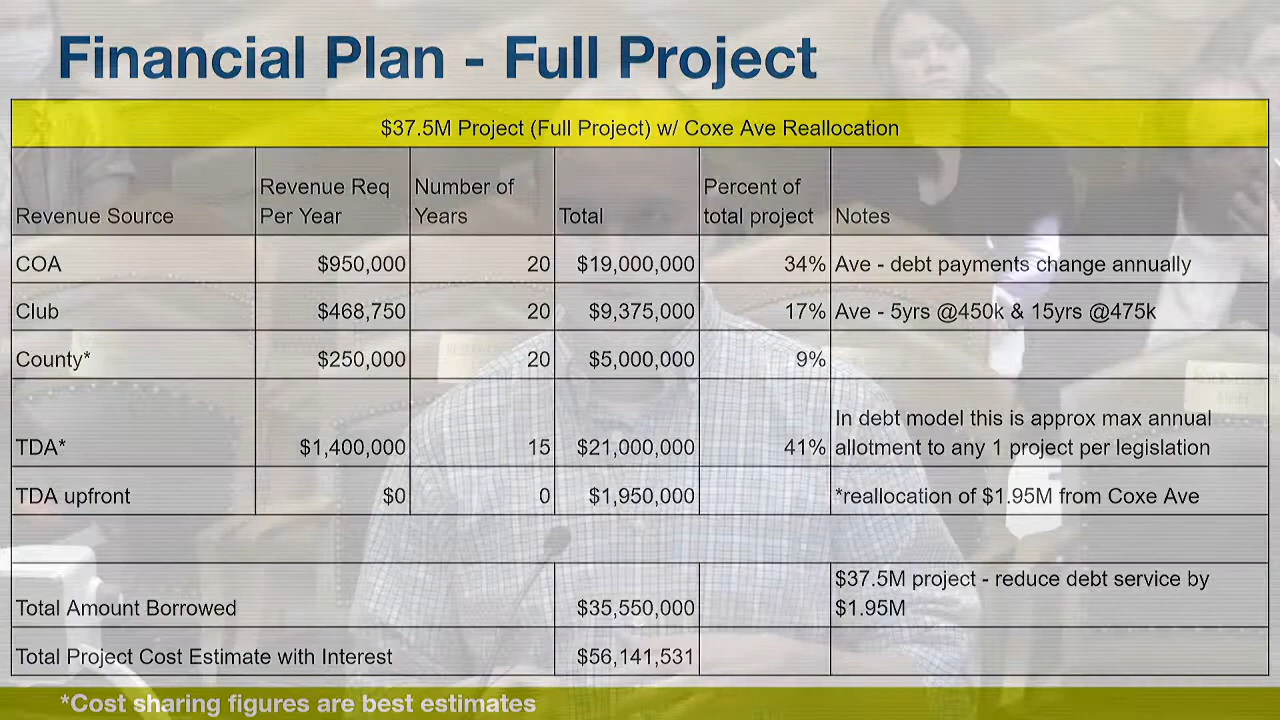 Financial Plan - Full Project
$37.5M Project (Full Project) w/ Coxe Ave Reallocation
Revenue Source
Revenue Req
Per Year
Number of
Years
Total
Percent of
total project
Notes
COA $950,000 20 $19,000,000 34% Ave - debt payments change annually
Club $468,750 20 $9,375,000 17% Ave - 5yrs @450k & 15yrs @475k
County* $250,000 20 $5,000,000 9%
TDA* $1,400,000 15 $21,000,000 41% In debt model this is approx max annual
allotment to any 1 project per legislation
TDA upfront $0 0 $1,950,000 *reallocation of $1.95M from Coxe Ave
Total Amount Borrowed $35,550,000 $37.5M project - reduce debt service by
$1.95M
Total Project Cost Estimate with Interest $56,141,531
*Cost sharing figures are best estimates